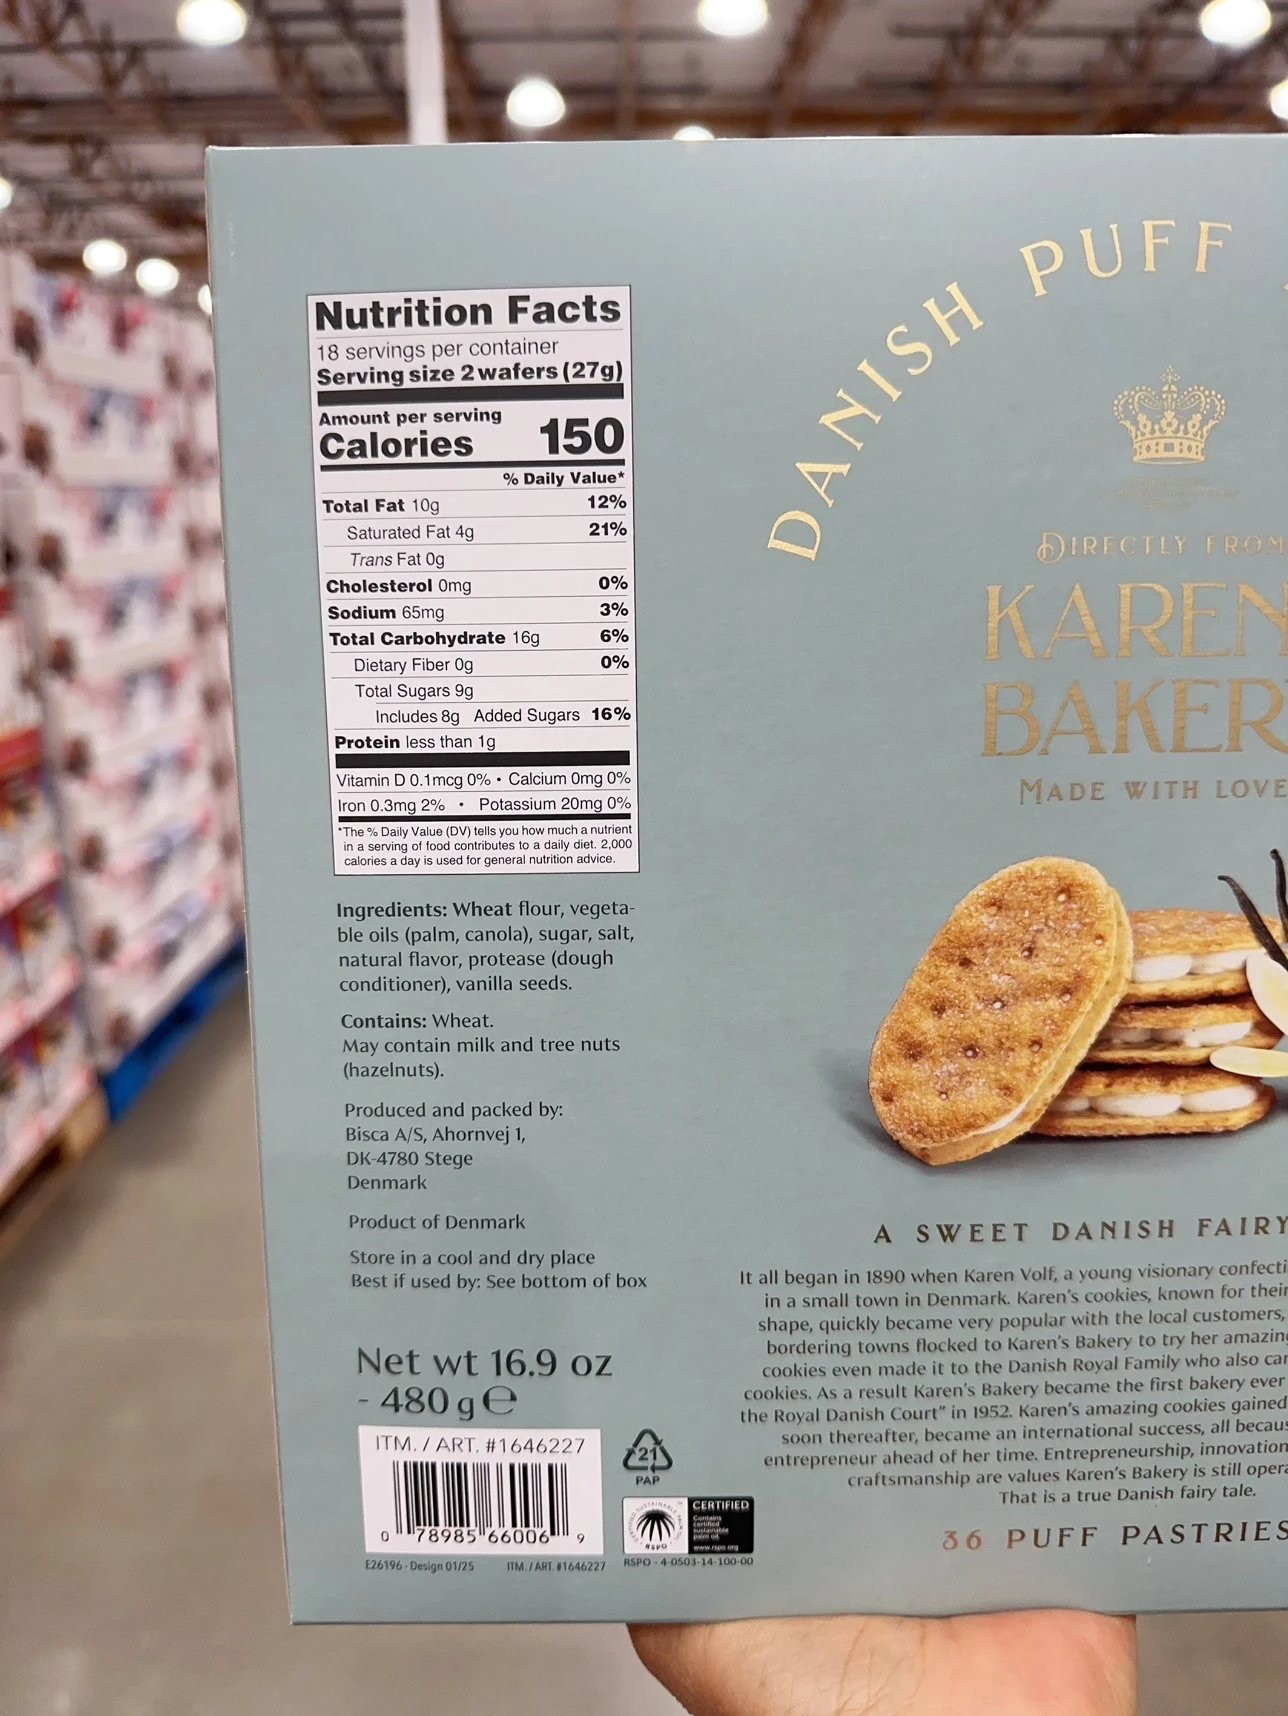 Nutrition Facts
18 servings per container
Serving size 2 wafers (27g)
Amount per serving
Calories 150
% Daily Value*
Total Fat 10g 12%
Saturated Fat 4g 21%
Trans Fat 0g
Cholesterol 0mg 0%
Sodium 65mg 3%
Total Carbohydrate 16g 6%
Dietary Fiber 0g 0%
Total Sugars 9g
Includes 8g Added Sugars 16%
Protein less than 1g
Vitamin D 0.1mcg 0% • Calcium 0mg 0%
Iron 0.3mg 2% • Potassium 20mg 0%
*The % Daily Value (DV) tells you how much a nutrient
in a serving of food contributes to a daily diet. 2,000
calories a day is used for general nutrition advice.
Ingredients: Wheat flour, vegeta-
ble oils (palm, canola), sugar, salt,
natural flavor, protease (dough
conditioner), vanilla seeds.
Contains: Wheat.
May contain milk and tree nuts
(hazelnuts).
Produced and packed by:
Bisca A/S, Ahornvej 1,
DK-4780 Stege
Denmark
Product of Denmark
Store in a cool and dry place
Best if used by: See bottom of box
Net wt 16.9 oz
- 480 g ℮
ITM. / ART. #1646227
0 78985 66006 9
E26196 - Design 01/25 ITM. / ART. #1646227
21
PAP
RSPO
CERTIFIED
Contains
certified
sustainable
palm oil
www.rspo.org
RSPO - 4-0503-14-100-00
DANISH PUFF
DIRECTLY FROM
KAREN
BAKER
MADE WITH LOVE
A SWEET DANISH FAIRY
It all began in 1890 when Karen Volf, a young visionary confecti
in a small town in Denmark. Karen's cookies, known for their
shape, quickly became very popular with the local customers,
bordering towns flocked to Karen's Bakery to try her amazing
cookies even made it to the Danish Royal Family who also car
cookies. As a result Karen's Bakery became the first bakery ever
the Royal Danish Court" in 1952. Karen's amazing cookies gained
soon thereafter, became an international success, all becaus
entrepreneur ahead of her time. Entrepreneurship, innovation
craftsmanship are values Karen's Bakery is still opera
That is a true Danish fairy tale.
36 PUFF PASTRIES